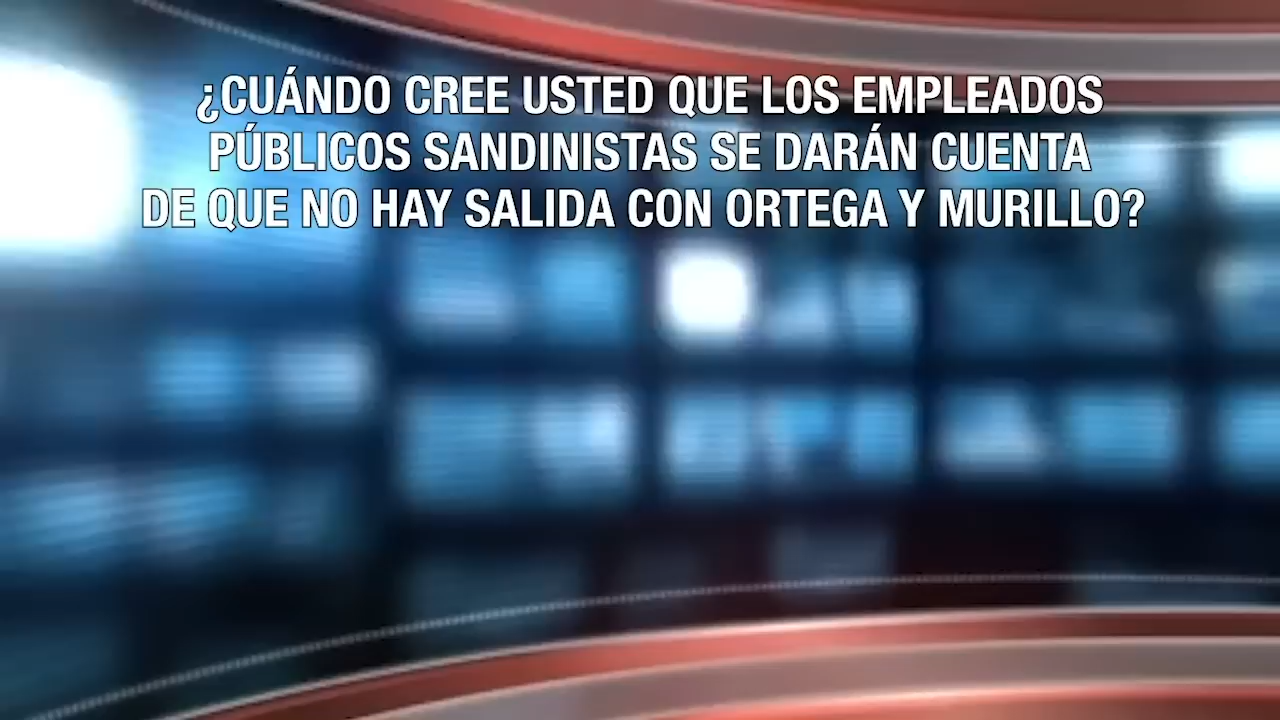 ¿CUÁNDO CREE USTED QUE LOS EMPLEADOS
PÚBLICOS SANDINISTAS SE DARÁN CUENTA
DE QUE NO HAY SALIDA CON ORTEGA Y MURILLO?